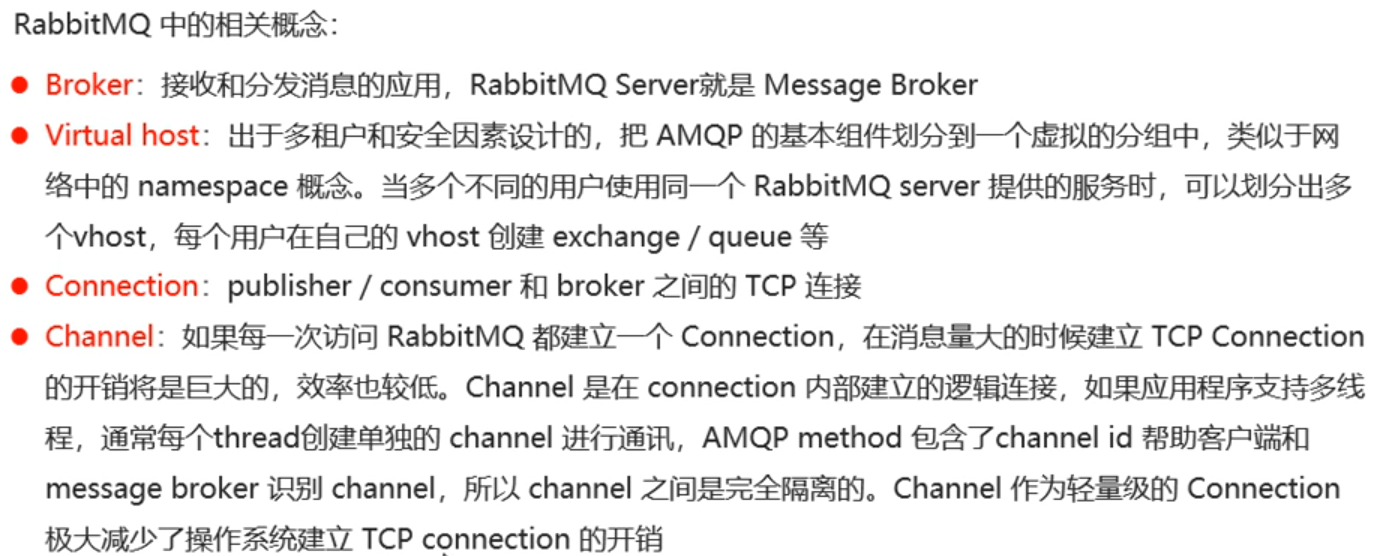 RabbitMQ 中的相关概念：
● Broker：接收和分发消息的应用，RabbitMQ Server就是 Message Broker
● Virtual host：出于多租户和安全因素设计的，把 AMQP 的基本组件划分到一个虚拟的分组中，类似于网
络中的 namespace 概念。当多个不同的用户使用同一个 RabbitMQ server 提供的服务时，可以划分出多
个vhost，每个用户在自己的 vhost 创建 exchange / queue 等
● Connection：publisher / consumer 和 broker 之间的 TCP 连接
● Channel：如果每一次访问 RabbitMQ 都建立一个 Connection，在消息量大的时候建立 TCP Connection
的开销将是巨大的，效率也较低。Channel 是在 connection 内部建立的逻辑连接，如果应用程序支持多线
程，通常每个thread创建单独的 channel 进行通讯，AMQP method 包含了channel id 帮助客户端和
message broker 识别 channel，所以 channel 之间是完全隔离的。Channel 作为轻量级的 Connection
极大减少了操作系统建立 TCP connection 的开销